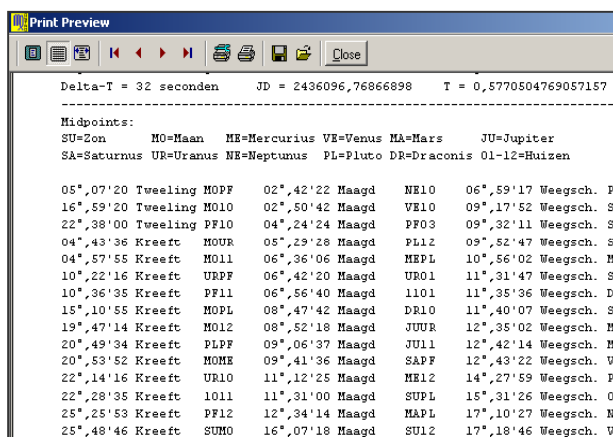 Print Preview
Close
Delta-T = 32 seconden JD = 2436096,76866898 T = 0,5770504769057157
Midpoints:
SU=Zon MO=Maan ME=Mercurius VE=Venus MA=Mars JU=Jupiter
SA=Saturnus UR=Uranus NE=Neptunus PL=Pluto DR=Draconis 01-12=Huizen
05°,07'20 Tweeling MOPF 02°,42'22 Maagd NE10 06°,59'17 Weegsch. P
16°,59'20 Tweeling MO10 02°,50'42 Maagd VE10 09°,17'52 Weegsch. S
22°,38'00 Tweeling PF10 04°,24'24 Maagd PF03 09°,32'11 Weegsch. S
04°,43'36 Kreeft MOUR 05°,29'28 Maagd PL12 09°,52'47 Weegsch. S
04°,57'55 Kreeft MO11 06°,36'06 Maagd MEPL 10°,56'02 Weegsch. M
10°,22'16 Kreeft URPF 06°,42'20 Maagd UR01 11°,31'47 Weegsch. S
10°,36'35 Kreeft PF11 06°,56'40 Maagd 1101 11°,35'36 Weegsch. D
15°,10'55 Kreeft MOPL 08°,47'42 Maagd DR10 11°,40'07 Weegsch. S
19°,47'14 Kreeft MO12 08°,52'18 Maagd JUUR 12°,35'02 Weegsch. M
20°,49'34 Kreeft PLPF 09°,06'37 Maagd JU11 12°,42'14 Weegsch. M
20°,53'52 Kreeft MOME 09°,41'36 Maagd SAPF 12°,43'22 Weegsch. V
22°,14'16 Kreeft UR10 11°,12'25 Maagd ME12 14°,27'59 Weegsch. P
22°,28'35 Kreeft 1011 11°,31'00 Maagd SUPL 15°,31'26 Weegsch. 0
25°,25'53 Kreeft PF12 12°,34'14 Maagd MAPL 17°,10'27 Weegsch. N
25°,48'46 Kreeft SUMO 16°,07'18 Maagd SU12 17°,18'46 Weegsch. V